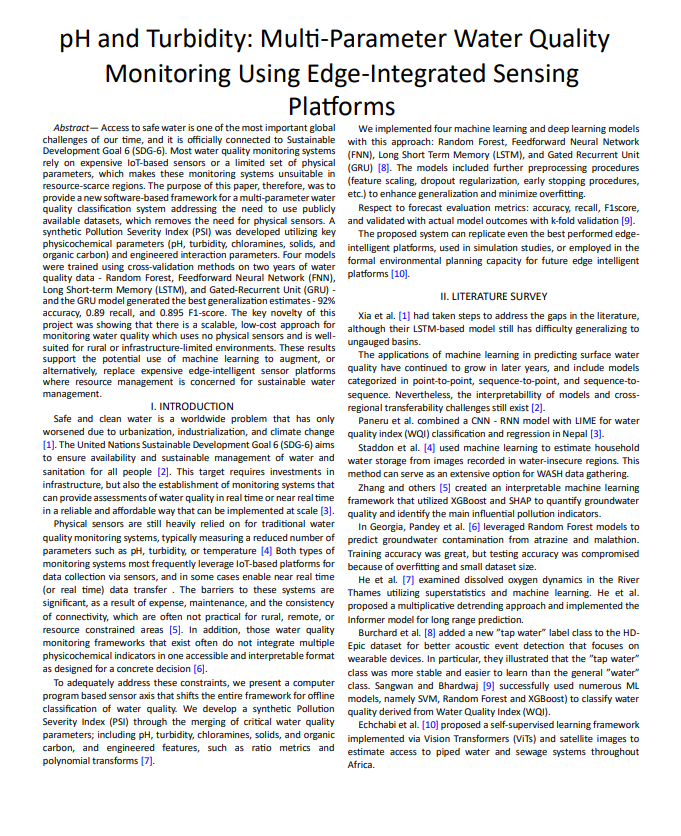 pH and Turbidity: Multi-Parameter Water Quality
Monitoring Using Edge-Integrated Sensing
Platforms
Abstract— Access to safe water is one of the most important global
challenges of our time, and it is officially connected to Sustainable
Development Goal 6 (SDG-6). Most water quality monitoring systems
rely on expensive IoT-based sensors or a limited set of physical
parameters, which makes these monitoring systems unsuitable in
resource-scarce regions. The purpose of this paper, therefore, was to
provide a new software-based framework for a multi-parameter water
quality classification system addressing the need to use publicly
available datasets, which removes the need for physical sensors. A
synthetic Pollution Severity Index (PSI) was developed utilizing key
physicochemical parameters (pH, turbidity, chloramines, solids, and
organic carbon) and engineered interaction parameters. Four models
were trained using cross-validation methods on two years of water
quality data - Random Forest, Feedforward Neural Network (FNN),
Long Short-term Memory (LSTM), and Gated-Recurrent Unit (GRU) -
and the GRU model generated the best generalization estimates - 92%
accuracy, 0.89 recall, and 0.895 F1-score. The key novelty of this
project was showing that there is a scalable, low-cost approach for
monitoring water quality which uses no physical sensors and is well-
suited for rural or infrastructure-limited environments. These results
support the potential use of machine learning to augment, or
alternatively, replace expensive edge-intelligent sensor platforms
where resource management is concerned for sustainable water
management.
I. INTRODUCTION
Safe and clean water is a worldwide problem that has only
worsened due to urbanization, industrialization, and climate change
[1]. The United Nations Sustainable Development Goal 6 (SDG-6) aims
to ensure availability and sustainable management of water and
sanitation for all people [2]. This target requires investments in
infrastructure, but also the establishment of monitoring systems that
can provide assessments of water quality in real time or near real time
in a reliable and affordable way that can be implemented at scale [3].
Physical sensors are still heavily relied on for traditional water
quality monitoring systems, typically measuring a reduced number of
parameters such as pH, turbidity, or temperature [4] Both types of
monitoring systems most frequently leverage IoT-based platforms for
data collection via sensors, and in some cases enable near real time
(or real time) data transfer . The barriers to these systems are
significant, as a result of expense, maintenance, and the consistency
of connectivity, which are often not practical for rural, remote, or
resource constrained areas [5]. In addition, those water quality
monitoring frameworks that exist often do not integrate multiple
physicochemical indicators in one accessible and interpretable format
as designed for a concrete decision [6].
To adequately address these constraints, we present a computer
program based sensor axis that shifts the entire framework for offline
classification of water quality. We develop a synthetic Pollution
Severity Index (PSI) through the merging of critical water quality
parameters; including pH, turbidity, chloramines, solids, and organic
carbon, and engineered features, such as ratio metrics and
polynomial transforms [7].
We implemented four machine learning and deep learning models
with this approach: Random Forest, Feedforward Neural Network
(FNN), Long Short Term Memory (LSTM), and Gated Recurrent Unit
(GRU) [8]. The models included further preprocessing procedures
(feature scaling, dropout regularization, early stopping procedures,
etc.) to enhance generalization and minimize overfitting.
Respect to forecast evaluation metrics: accuracy, recall, F1score,
and validated with actual model outcomes with k-fold validation [9].
The proposed system can replicate even the best performed edge-
intelligent platforms, used in simulation studies, or employed in the
formal environmental planning capacity for future edge intelligent
platforms [10].
II. LITERATURE SURVEY
Xia et al. [1] had taken steps to address the gaps in the literature,
although their LSTM-based model still has difficulty generalizing to
ungauged basins.
The applications of machine learning in predicting surface water
quality have continued to grow in later years, and include models
categorized in point-to-point, sequence-to-point, and sequence-to-
sequence. Nevertheless, the interpretability of models and cross-
regional transferability challenges still exist [2].
Paneru et al. combined a CNN - RNN model with LIME for water
quality index (WQI) classification and regression in Nepal [3].
Staddon et al. [4] used machine learning to estimate household
water storage from images recorded in water-insecure regions. This
method can serve as an extensive option for WASH data gathering.
Zhang and others [5] created an interpretable machine learning
framework that utilized XGBoost and SHAP to quantify groundwater
quality and identify the main influential pollution indicators.
In Georgia, Pandey et al. [6] leveraged Random Forest models to
predict groundwater contamination from atrazine and malathion.
Training accuracy was great, but testing accuracy was compromised
because of overfitting and small dataset size.
He et al. [7] examined dissolved oxygen dynamics in the River
Thames utilizing superstatistics and machine learning. He et al.
proposed a multiplicative detrending approach and implemented the
Informer model for long range prediction.
Burchard et al. [8] added a new "tap water" label class to the HD-
Epic dataset for better acoustic event detection that focuses on
wearable devices. In particular, they illustrated that the "tap water"
class was more stable and easier to learn than the general "water"
class. Sangwan and Bhardwaj [9] successfully used numerous ML
models, namely SVM, Random Forest and XGBoost) to classify water
quality derived from Water Quality Index (WQI).
Echchabi et al. [10] proposed a self-supervised learning framework
implemented via Vision Transformers (ViTs) and satellite images to
estimate access to piped water and sewage systems throughout
Africa.